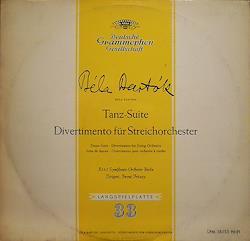 Deutsche
Grammophon
Gesellschaft
Béla Bartók
BÉLA BARTÓK
Tanz-Suite
Divertimento für Streichorchester
Dance Suite · Divertimento for String Orchestra
Suite de danses · Divertimento pour orchestre à cordes
RIAS Symphonie-Orchester Berlin
Dirigent: Ferenc Fricsay
LANGSPIELPLATTE
33